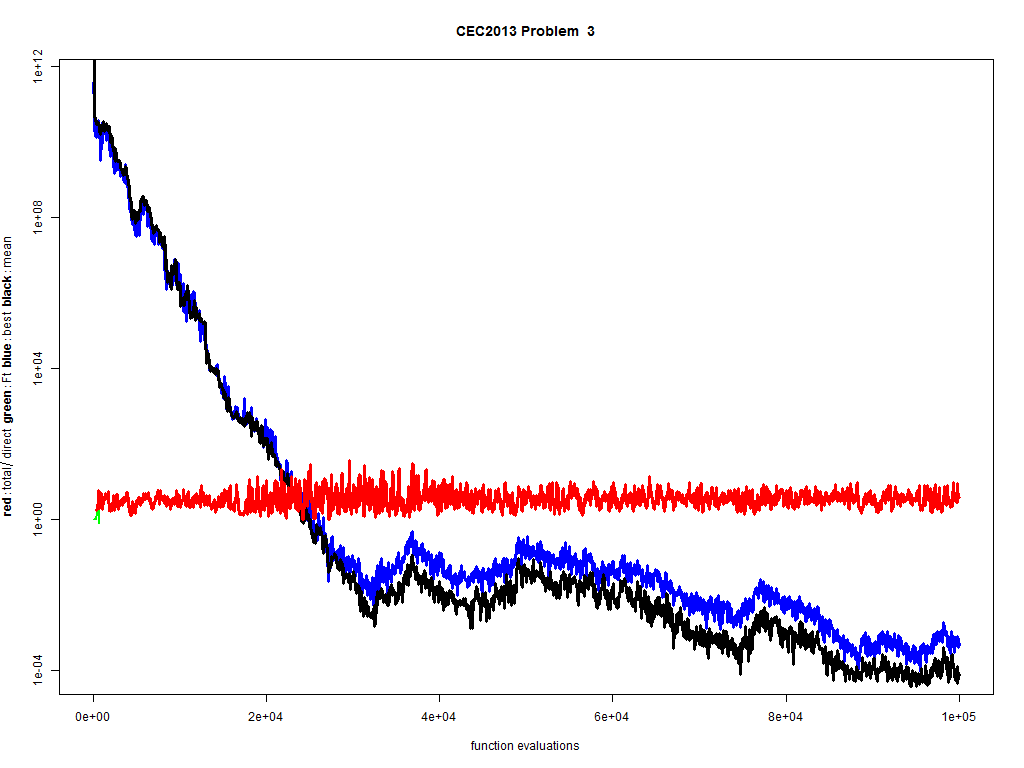 CEC2013 Problem 3
red : total/ direct green : Ft blue : best black : mean
1e+12
1e+08
1e+04
1e+00
1e-04
0e+00 2e+04 4e+04 6e+04 8e+04 1e+05
function evaluations